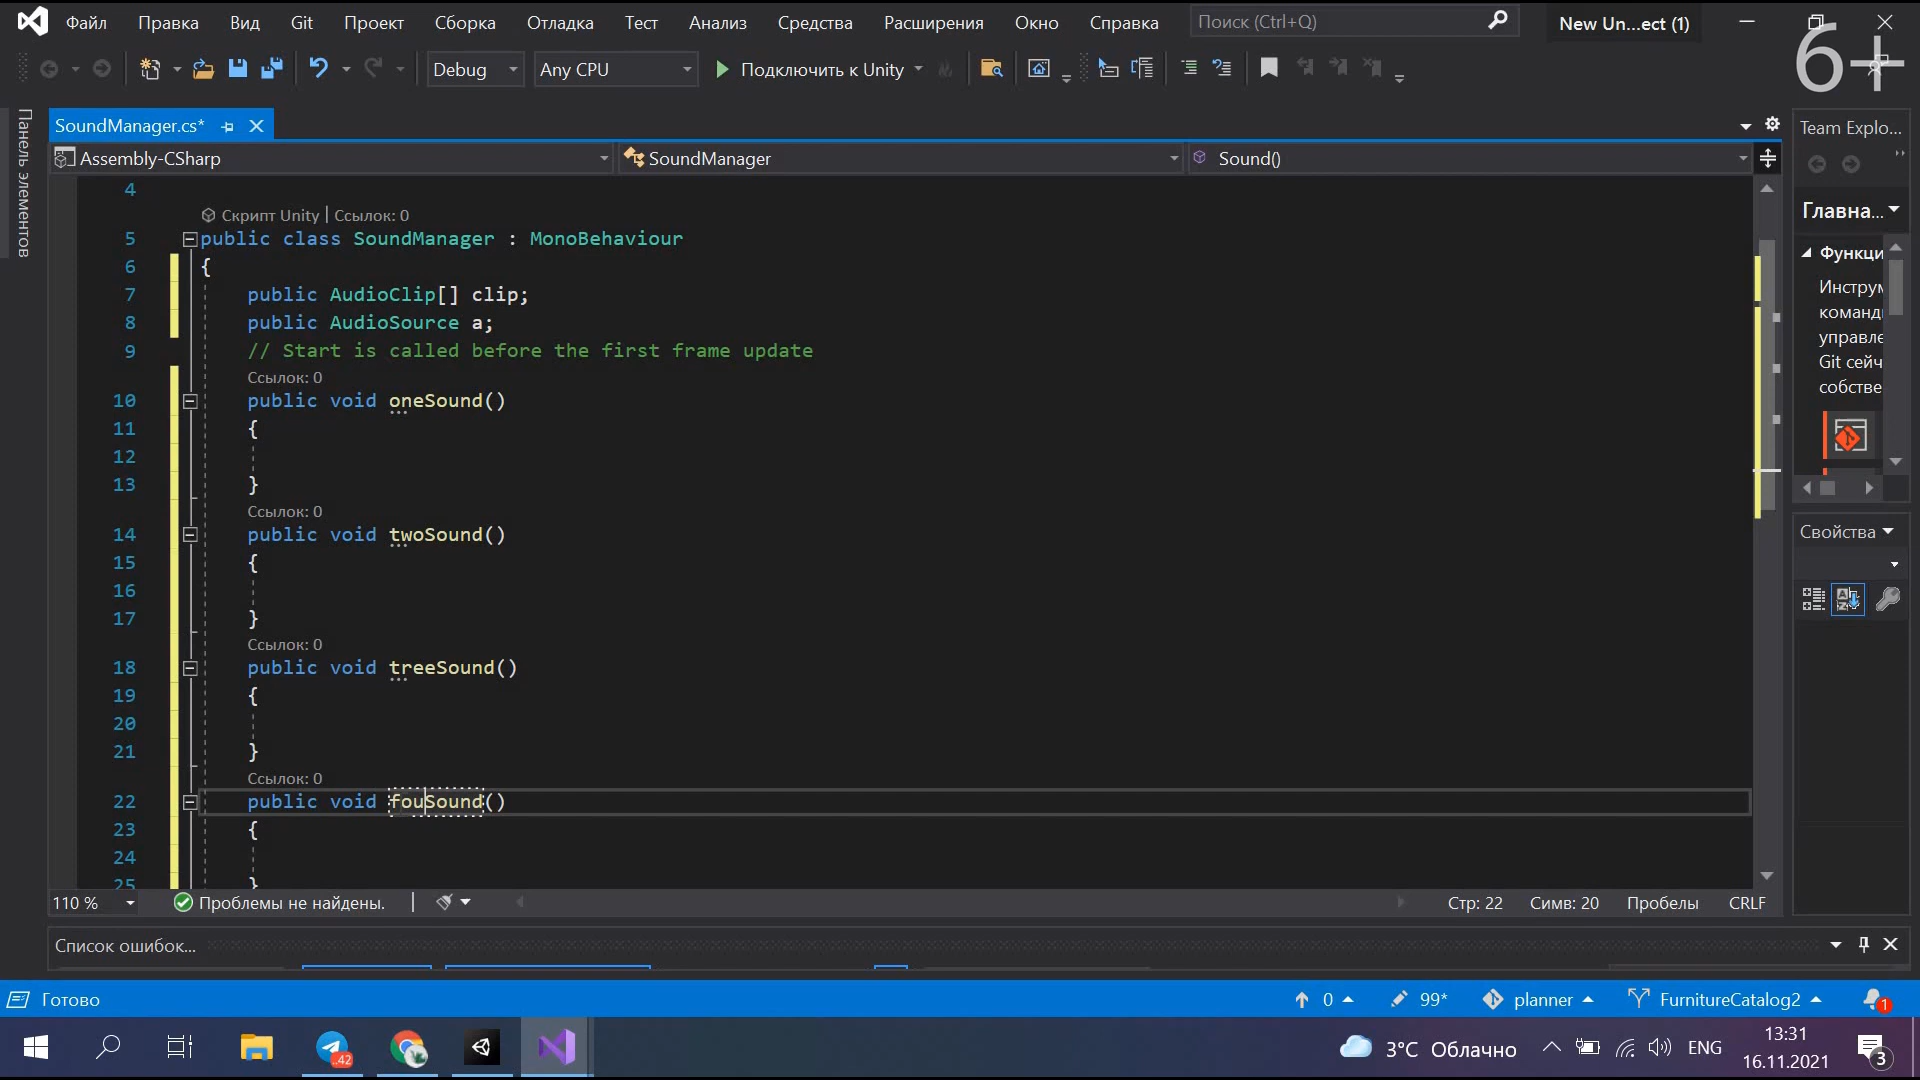 Файл Правка Вид Git Проект Сборка Отладка Тест Анализ Средства Расширения Окно Справка Поиск (Ctrl+Q) New Un...ect (1)
6+
Debug Any CPU Подключить к Unity
Панель элементов
SoundManager.cs*
Assembly-CSharp SoundManager Sound()
4
Скрипт Unity | Ссылок: 0
5 public class SoundManager : MonoBehaviour
6 {
7 public AudioClip[] clip;
8 public AudioSource a;
9 // Start is called before the first frame update
Ссылок: 0
10 public void oneSound()
11 {
12
13 }
Ссылок: 0
14 public void twoSound()
15 {
16
17 }
Ссылок: 0
18 public void treeSound()
19 {
20
21 }
Ссылок: 0
22 public void fouSound()
23 {
24
25 }
110 % Проблемы не найдены. Стр: 22 Симв: 20 Пробелы CRLF
Список ошибок...
Team Explo...
Главна...
Функци
Инструм
команд
управле
Git сейч
собстве
Свойства
Готово 0 99* planner FurnitureCatalog2 1
42 3°C Облачно ENG 13:31
16.11.2021 3